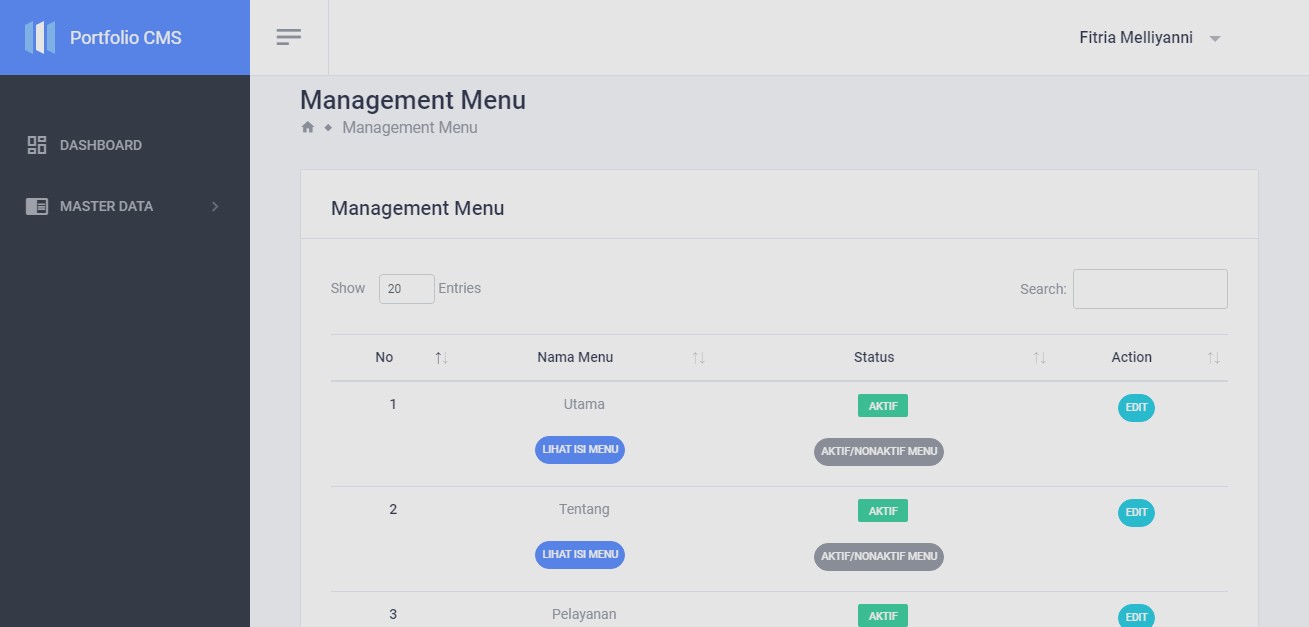 Portfolio CMS
Fitria Melliyanni
DASHBOARD
MASTER DATA
Management Menu
Management Menu
Management Menu
Show 20 Entries
Search:
No Nama Menu Status Action
1 Utama AKTIF EDIT
LIHAT ISI MENU AKTIF/NONAKTIF MENU
2 Tentang AKTIF EDIT
LIHAT ISI MENU AKTIF/NONAKTIF MENU
3 Pelayanan AKTIF EDIT